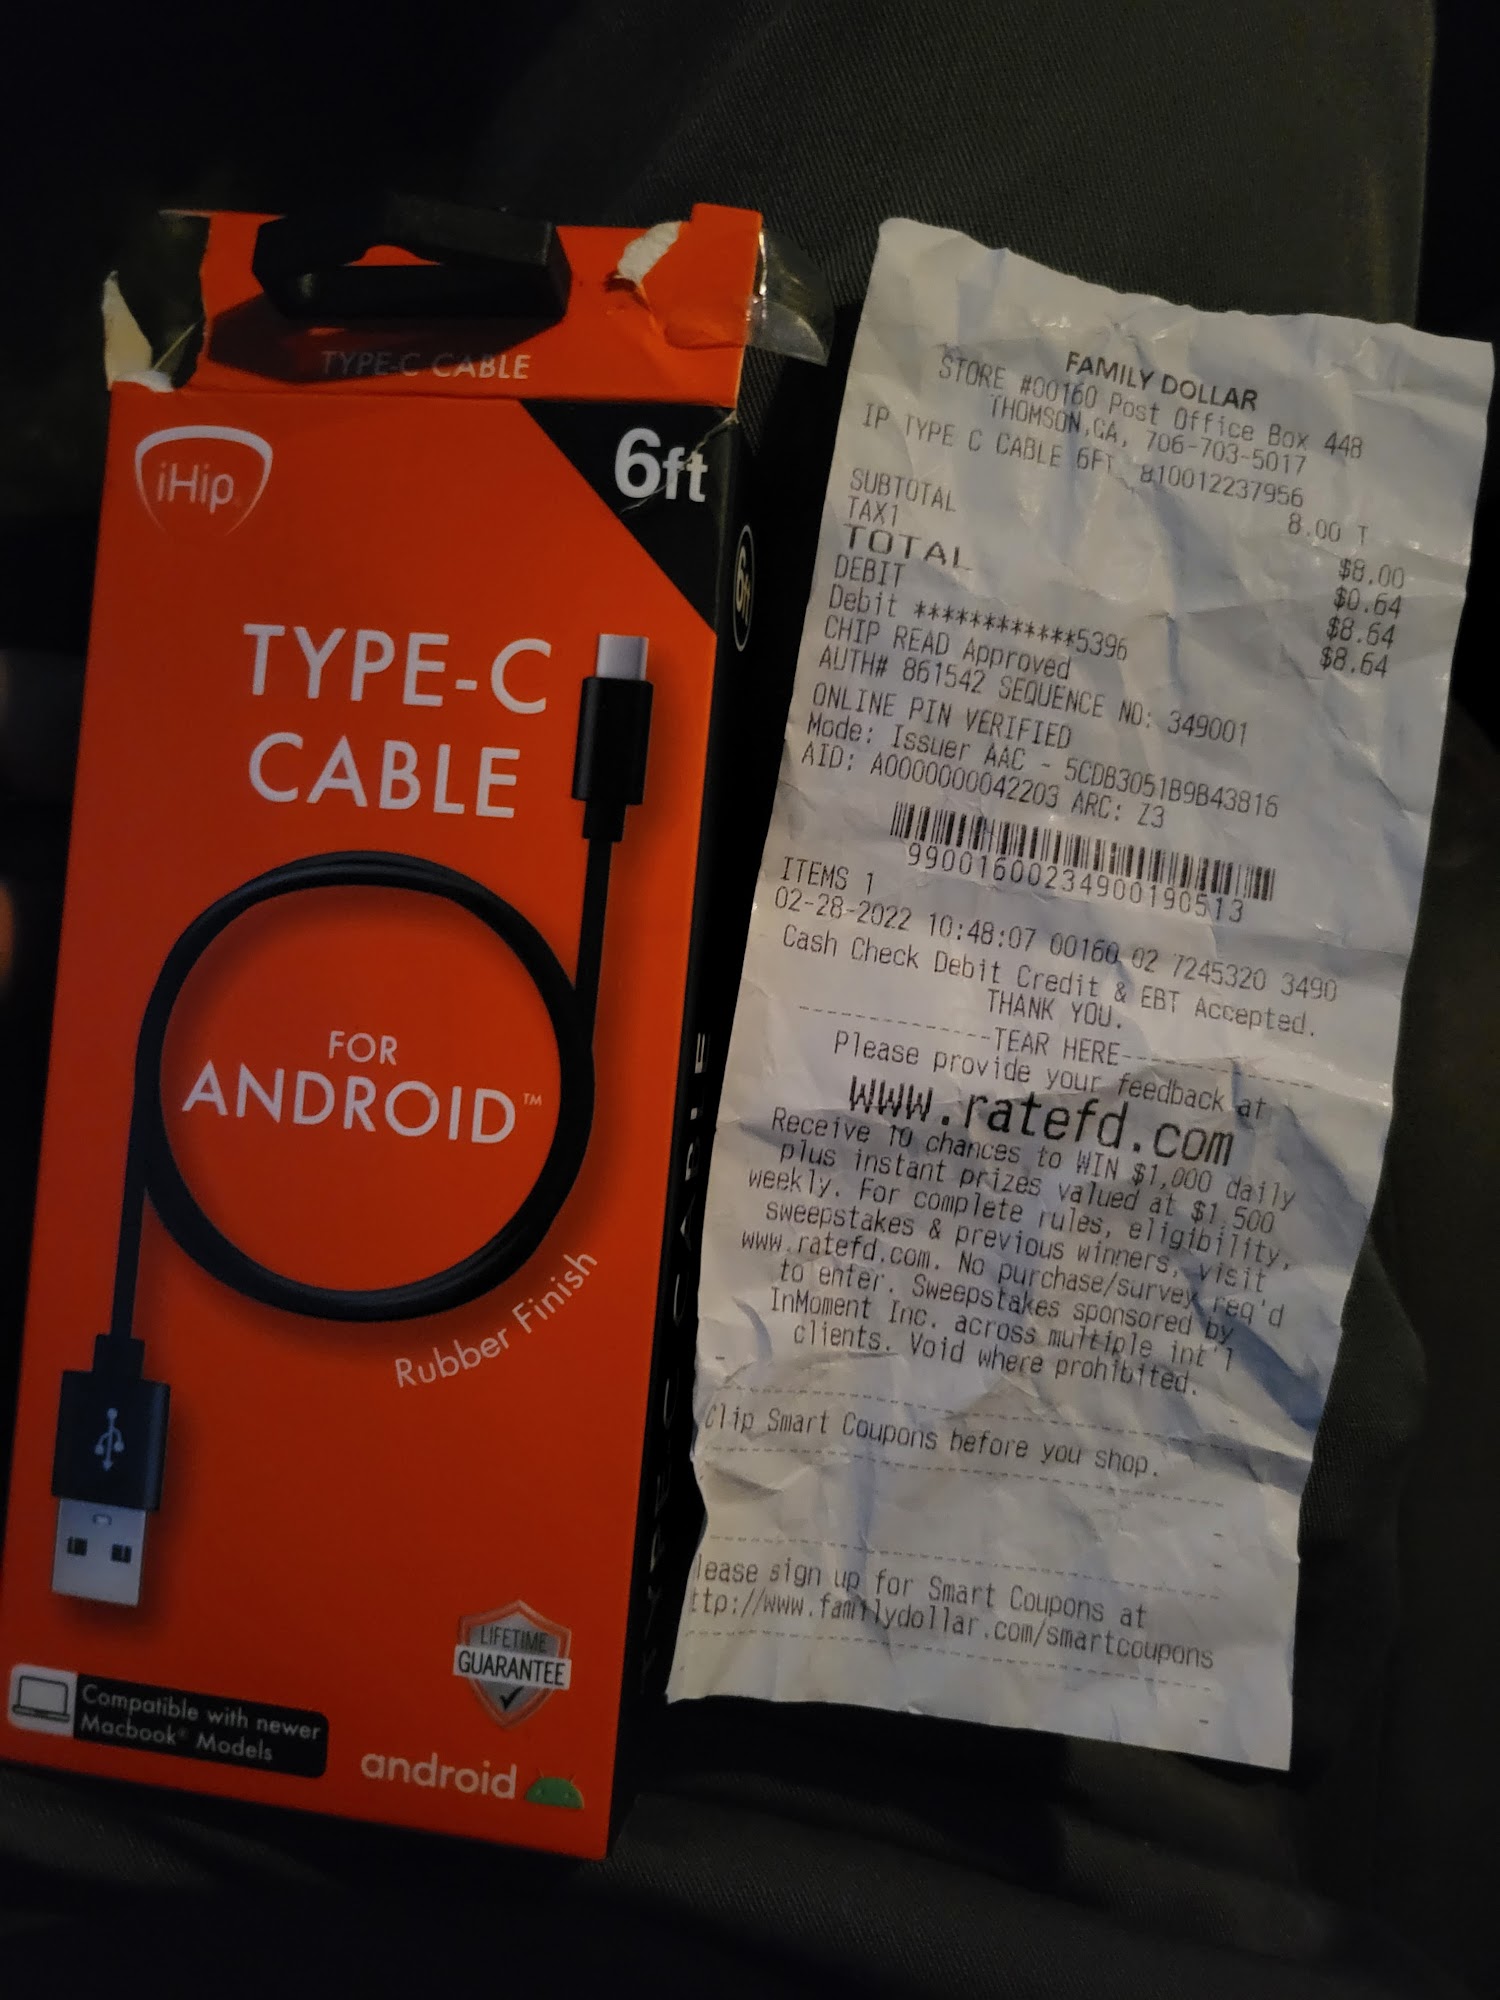 TYPE-C CABLE
iHip
6ft
6ft
TYPE-C
CABLE
FOR
ANDROID™
Rubber Finish
LIFETIME
GUARANTEE
Compatible with newer
Macbook® Models
android
TYPE-C CABLE
FAMILY DOLLAR
STORE #00160 Post Office Box 448
THOMSON,GA, 706-703-5017
IP TYPE C CABLE 6FT 810012237956
8.00 T
SUBTOTAL $8.00
TAX1 $0.64
TOTAL $8.64
DEBIT $8.64
Debit ************5396
CHIP READ Approved
AUTH# 861542 SEQUENCE NO: 349001
ONLINE PIN VERIFIED
Mode: Issuer AAC - 5CDB3051B9B43816
AID: A0000000042203 ARC: Z3
99001600234900190513
ITEMS 1
02-28-2022 10:48:07 00160 02 7245320 3490
Cash Check Debit Credit & EBT Accepted.
THANK YOU.
-------------TEAR HERE-------------
Please provide your feedback at
www.ratefd.com
Receive 10 chances to WIN $1,000 daily
plus instant prizes valued at $1,500
weekly. For complete rules, eligibility,
sweepstakes & previous winners, visit
www.ratefd.com. No purchase/survey req'd
to enter. Sweepstakes sponsored by
InMoment Inc. across multiple int'l
clients. Void where prohibited.
Clip Smart Coupons before you shop.
lease sign up for Smart Coupons at
ttp://www.familydollar.com/smartcoupons